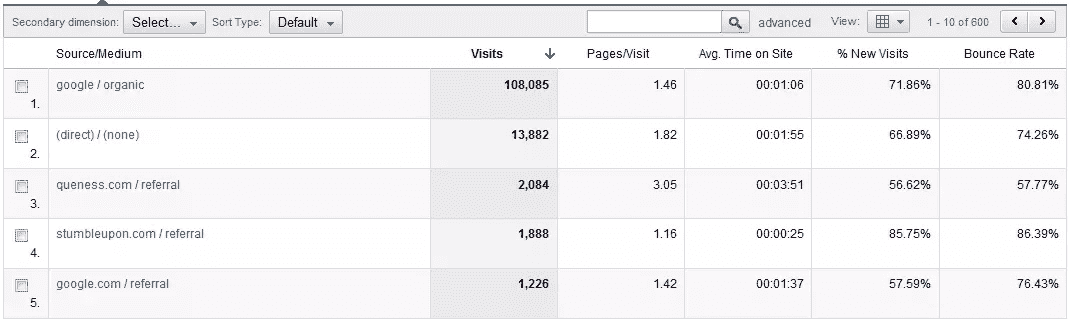 Secondary dimension: Select... Sort Type: Default advanced View: 1 - 10 of 600
Source/Medium Visits Pages/Visit Avg. Time on Site % New Visits Bounce Rate
1. google / organic 108,085 1.46 00:01:06 71.86% 80.81%
2. (direct) / (none) 13,882 1.82 00:01:55 66.89% 74.26%
3. queness.com / referral 2,084 3.05 00:03:51 56.62% 57.77%
4. stumbleupon.com / referral 1,888 1.16 00:00:25 85.75% 86.39%
5. google.com / referral 1,226 1.42 00:01:37 57.59% 76.43%